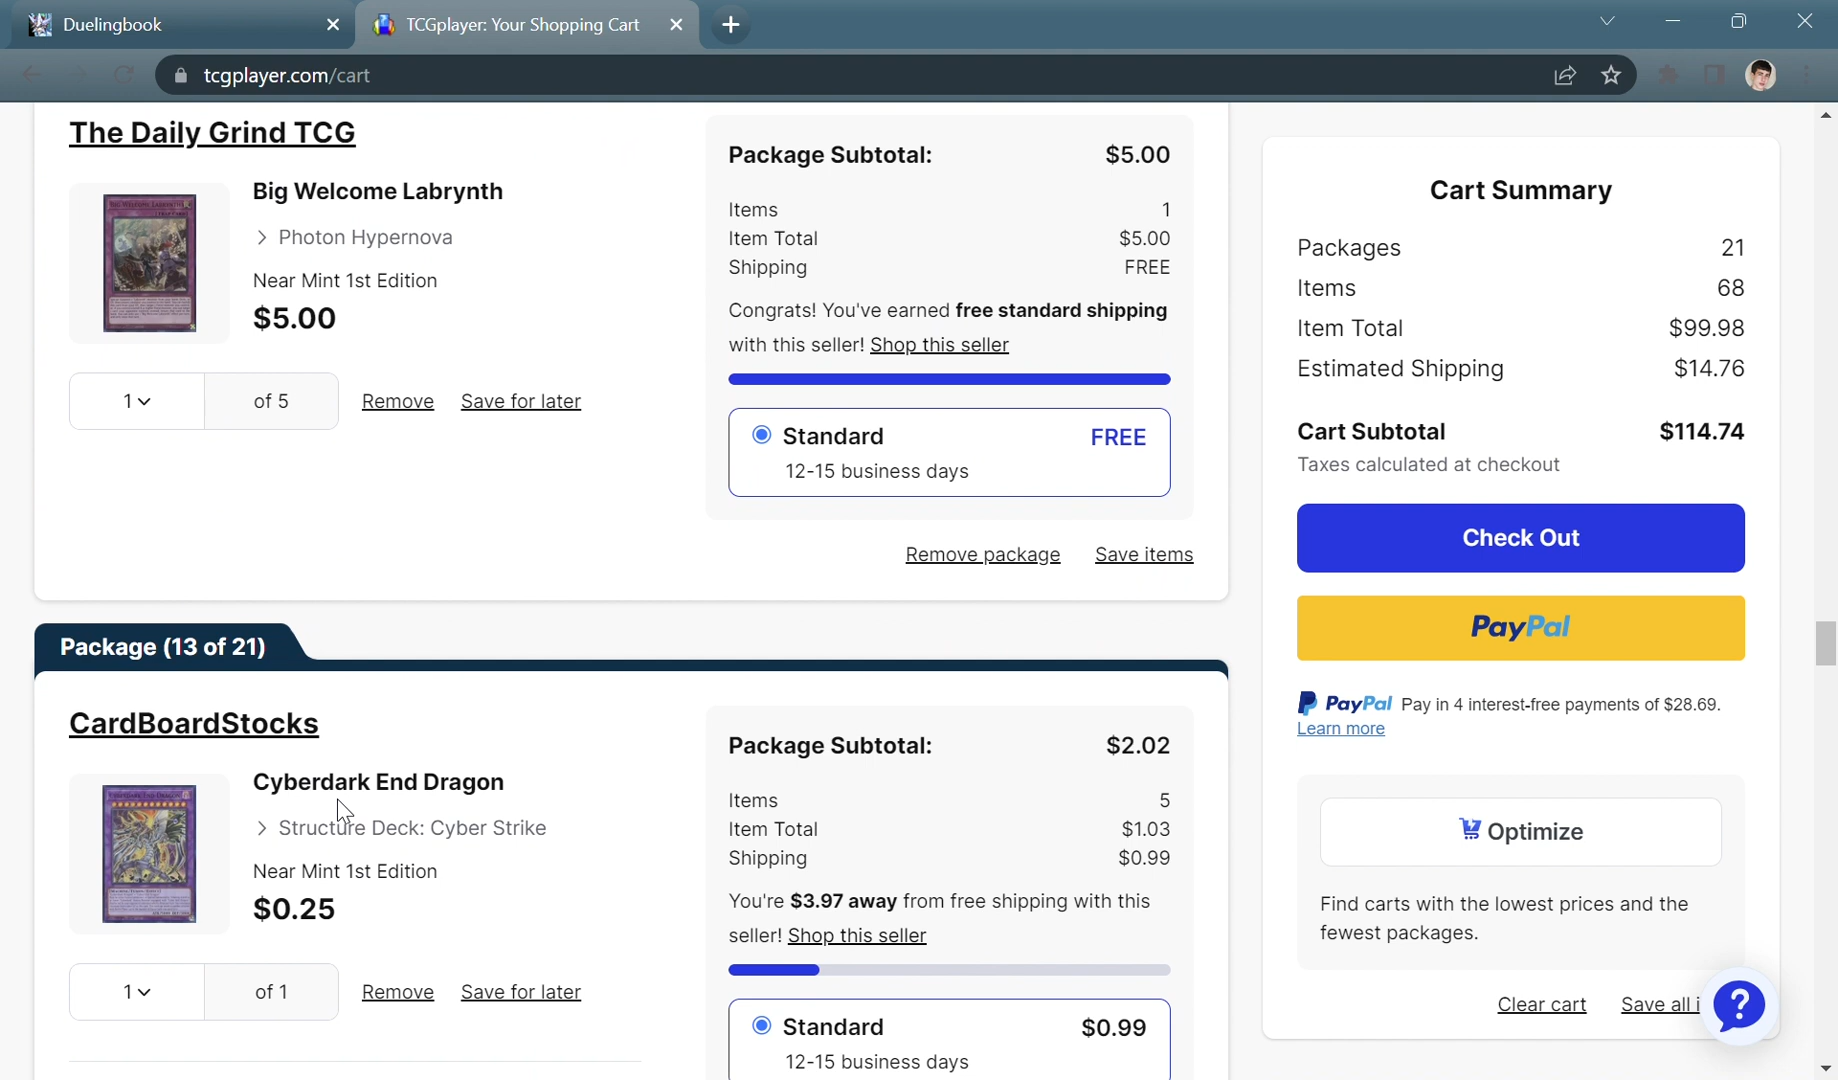 Duelingbook
TCGplayer: Your Shopping Cart
tcgplayer.com/cart
The Daily Grind TCG
Big Welcome Labrynth
Photon Hypernova
Near Mint 1st Edition
$5.00
1
of 5
Remove
Save for later
Package Subtotal: $5.00
Items 1
Item Total $5.00
Shipping FREE
Congrats! You've earned free standard shipping
with this seller! Shop this seller
Standard FREE
12-15 business days
Remove package Save items
Package (13 of 21)
CardBoardStocks
Cyberdark End Dragon
Structure Deck: Cyber Strike
Near Mint 1st Edition
$0.25
1
of 1
Remove
Save for later
Package Subtotal: $2.02
Items 5
Item Total $1.03
Shipping $0.99
You're $3.97 away from free shipping with this
seller! Shop this seller
Standard $0.99
12-15 business days
Cart Summary
Packages 21
Items 68
Item Total $99.98
Estimated Shipping $14.76
Cart Subtotal $114.74
Taxes calculated at checkout
Check Out
PayPal
PayPal Pay in 4 interest-free payments of $28.69.
Learn more
Optimize
Find carts with the lowest prices and the
fewest packages.
Clear cart Save all i
?